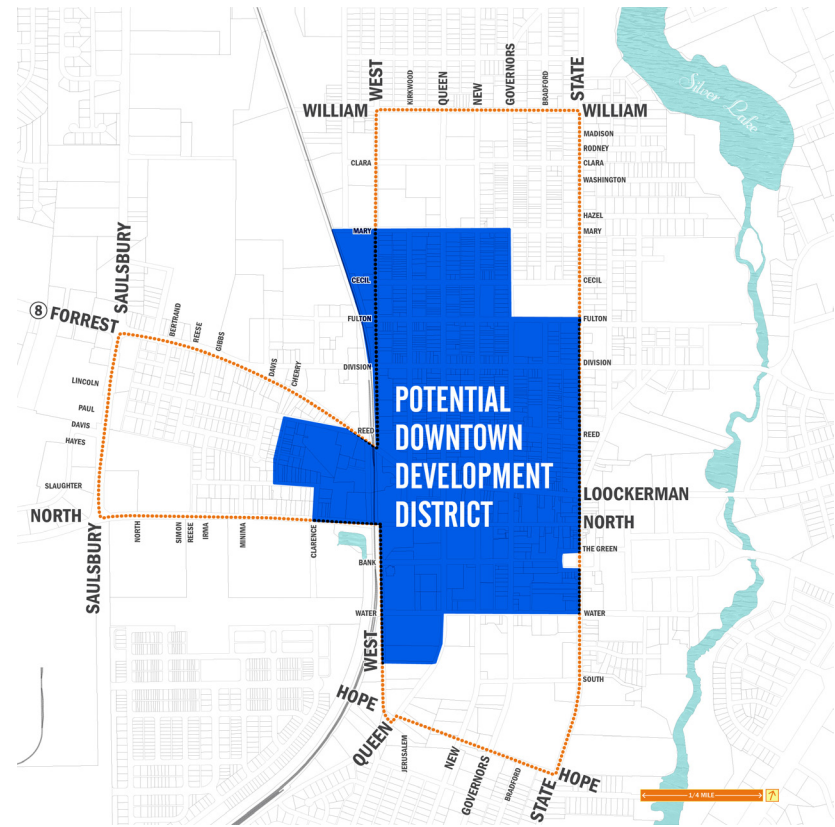 WEST
KIRKWOOD
QUEEN
NEW
GOVERNORS
BRADFORD
STATE
Silver Lake
WILLIAM
WILLIAM
MADISON
RODNEY
CLARA
CLARA
WASHINGTON
HAZEL
MARY
MARY
CECIL
CECIL
FULTON
FULTON
SAULSBURY
8 FORREST
BERTRAND
REESE
GIBBS
DAVIS
CHERRY
DIVISION
DIVISION
LINCOLN
PAUL
DAVIS
HAYES
REED
REED
POTENTIAL
DOWNTOWN
DEVELOPMENT
DISTRICT
SLAUGHTER
LOOCKERMAN
NORTH
NORTH
SAULSBURY
NORTH
SIMON
REESE
IRMA
MINIMA
CLARENCE
THE GREEN
BANK
WATER
WATER
WEST
SOUTH
HOPE
QUEEN
JERUSALEM
NEW
GOVERNORS
BRADFORD
STATE
HOPE
1/4 MILE